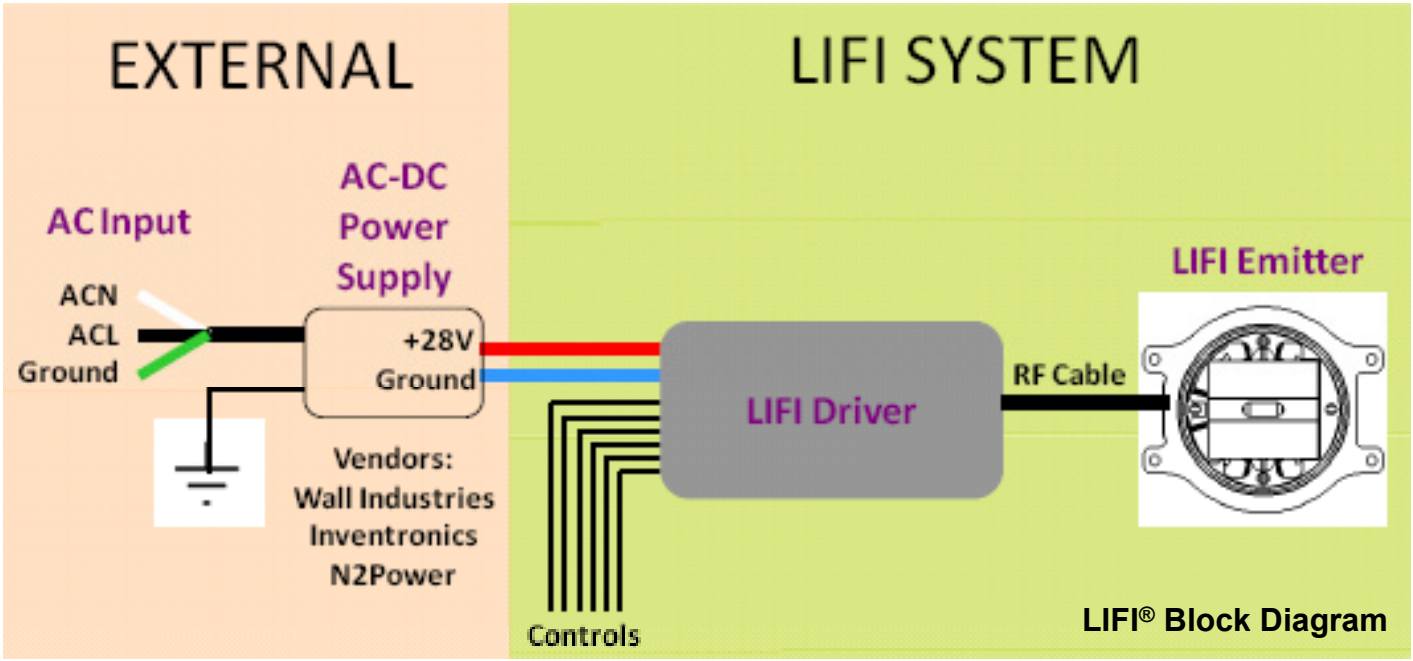 EXTERNAL
LIFI SYSTEM
AC Input
ACN
ACL
Ground
AC-DC
Power
Supply
+28V
Ground
Vendors:
Wall Industries
Inventronics
N2Power
Controls
LIFI Driver
RF Cable
LIFI Emitter
LIFI® Block Diagram